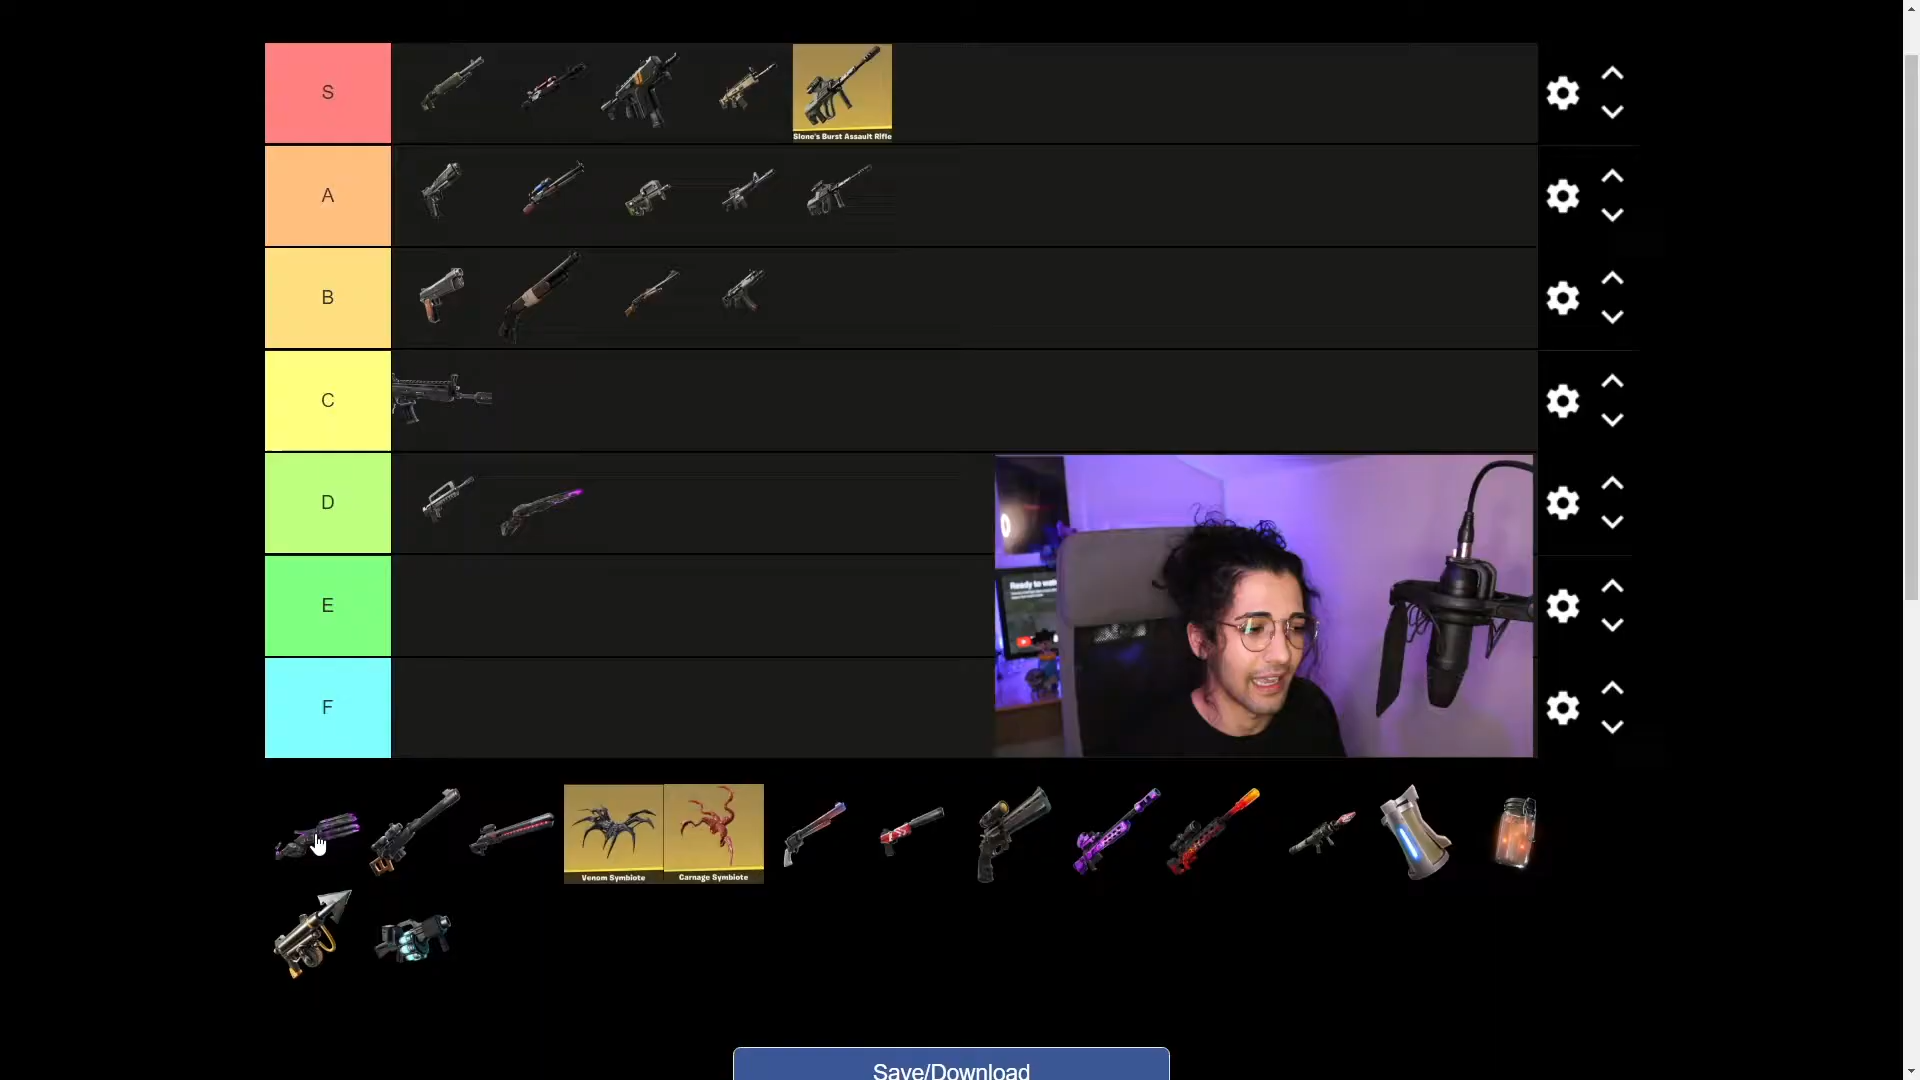 S
Slone's Burst Assault Rifle
A
B
C
D
E
F
Venom Symbiote
Carnage Symbiote
Save/Download